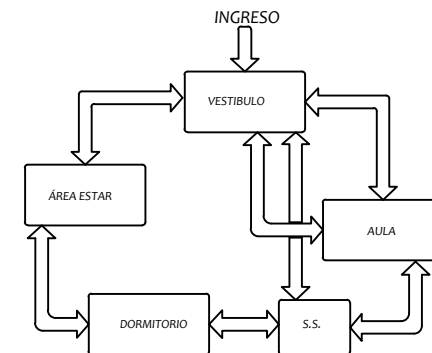 INGRESO
VESTIBULO
ÁREA ESTAR
AULA
DORMITORIO
S.S.